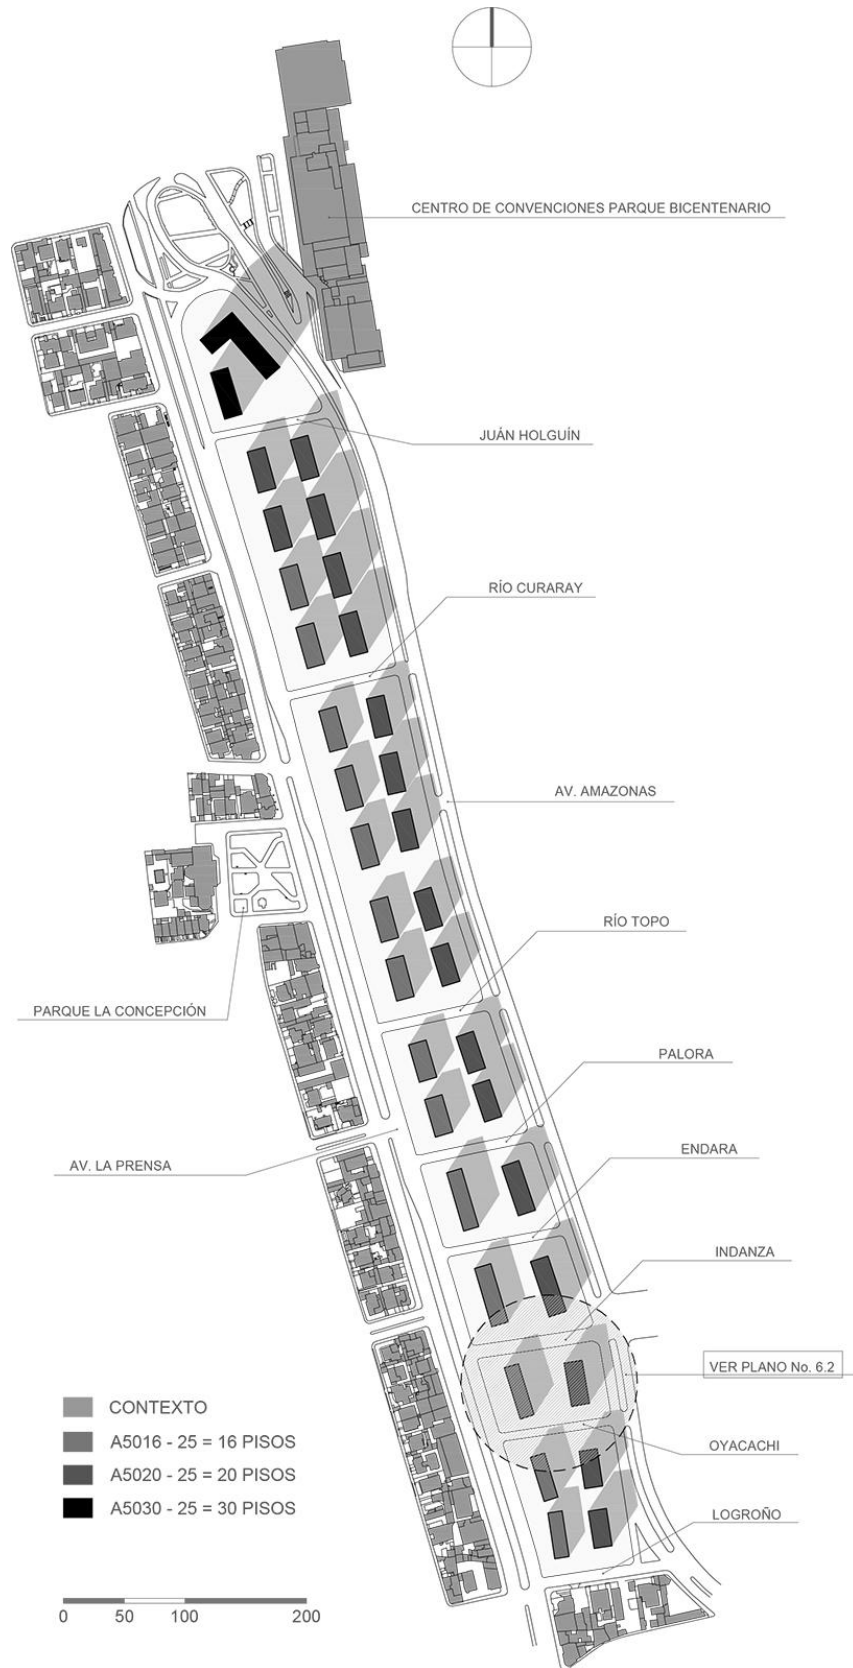 CENTRO DE CONVENCIONES PARQUE BICENTENARIO
JUÁN HOLGUÍN
RÍO CURARAY
AV. AMAZONAS
RÍO TOPO
PARQUE LA CONCEPCIÓN
PALORA
AV. LA PRENSA
ENDARA
INDANZA
VER PLANO No. 6.2
OYACACHI
LOGROÑO
CONTEXTO
A5016 - 25 = 16 PISOS
A5020 - 25 = 20 PISOS
A5030 - 25 = 30 PISOS
0 50 100 200